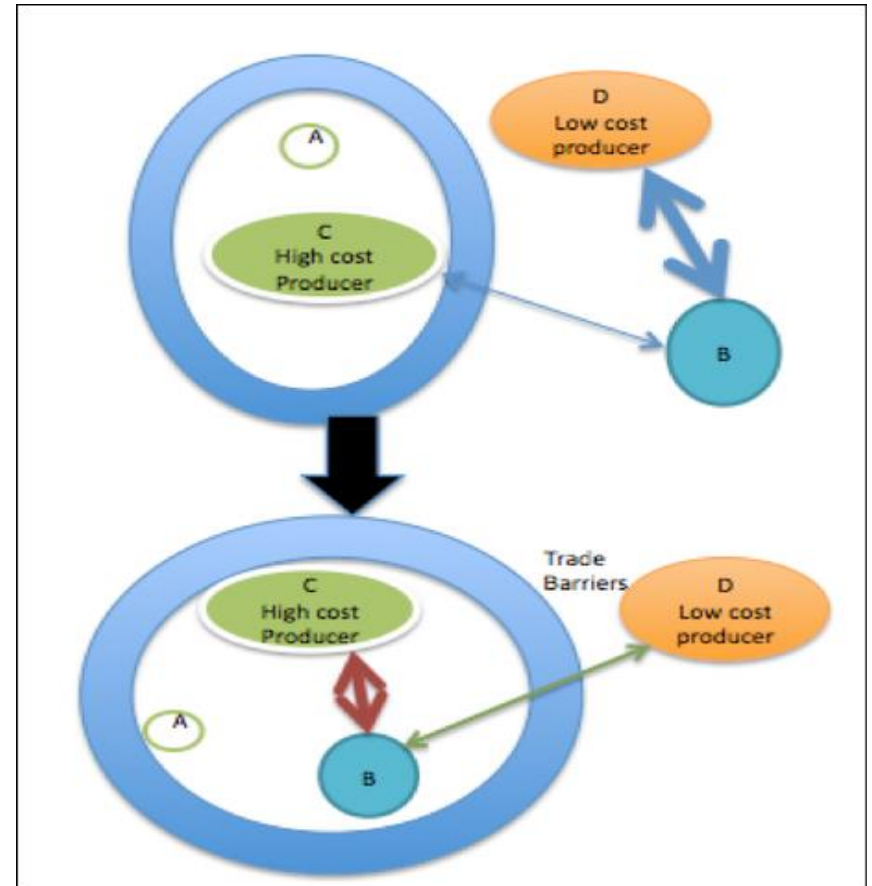 A
C
High cost
Producer
D
Low cost
producer
B
C
High cost
Producer
Trade
Barriers
D
Low cost
producer
A
B